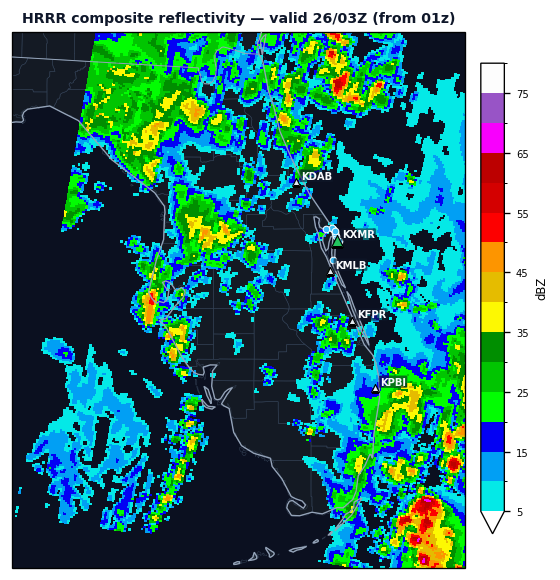 HRRR composite reflectivity — valid 26/03Z (from 01z)
KDAB
KXMR
KMLB
KFPR
KPBI
75
65
55
45
35
25
15
5
dBZ